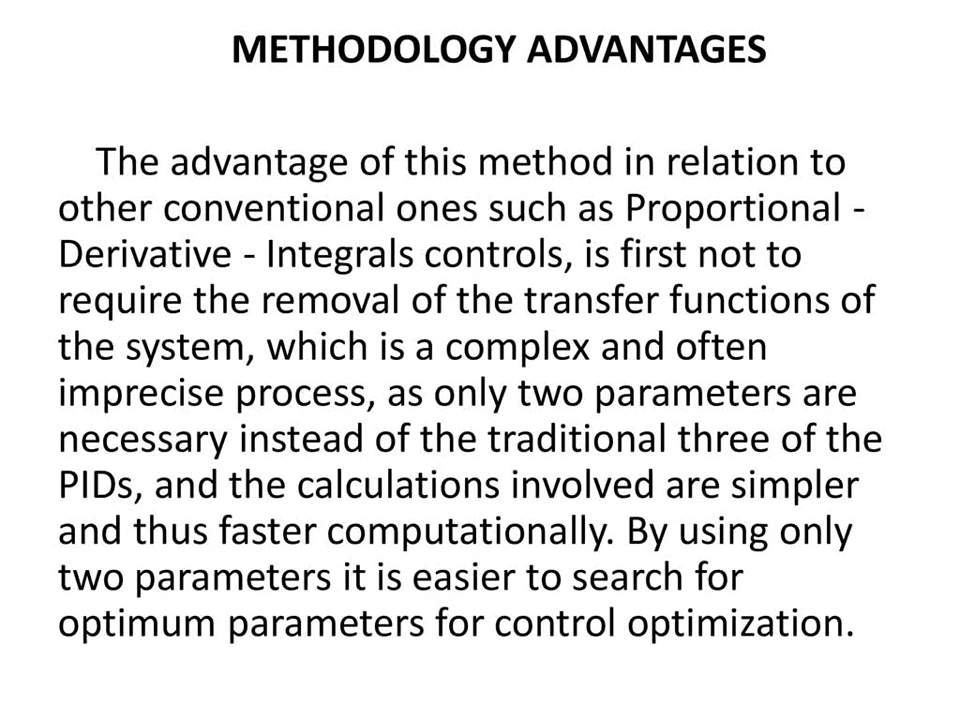 METHODOLOGY ADVANTAGES
The advantage of this method in relation to
other conventional ones such as Proportional -
Derivative - Integrals controls, is first not to
require the removal of the transfer functions of
the system, which is a complex and often
imprecise process, as only two parameters are
necessary instead of the traditional three of the
PIDs, and the calculations involved are simpler
and thus faster computationally. By using only
two parameters it is easier to search for
optimum parameters for control optimization.